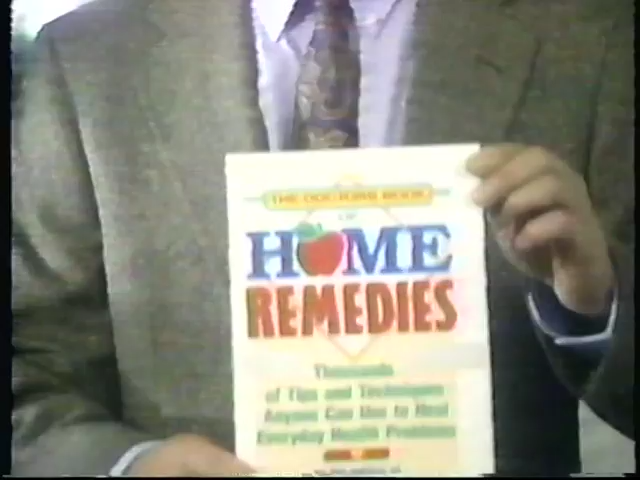 THE DOCTORS BOOK
OF
HOME
REMEDIES
Thousands
of Tips and Techniques
Anyone Can Use to Heal
Everyday Health Problems